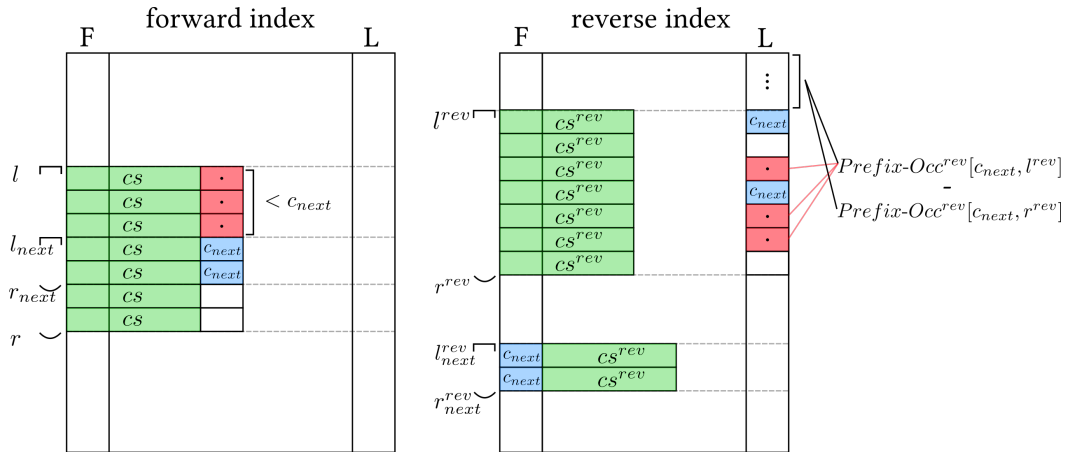 forward index
F
L
l
cs
·
cs
·
cs
·
< c_next
l_next
cs
c_next
cs
c_next
r_next
cs
cs
r
reverse index
F
L
⋮
l^rev
cs^rev
c_next
cs^rev
cs^rev
·
cs^rev
c_next
cs^rev
·
cs^rev
·
cs^rev
r^rev
Prefix-Occ^rev[c_next, l^rev]
-
Prefix-Occ^rev[c_next, r^rev]
l^rev_next
c_next
cs^rev
c_next
cs^rev
r^rev_next